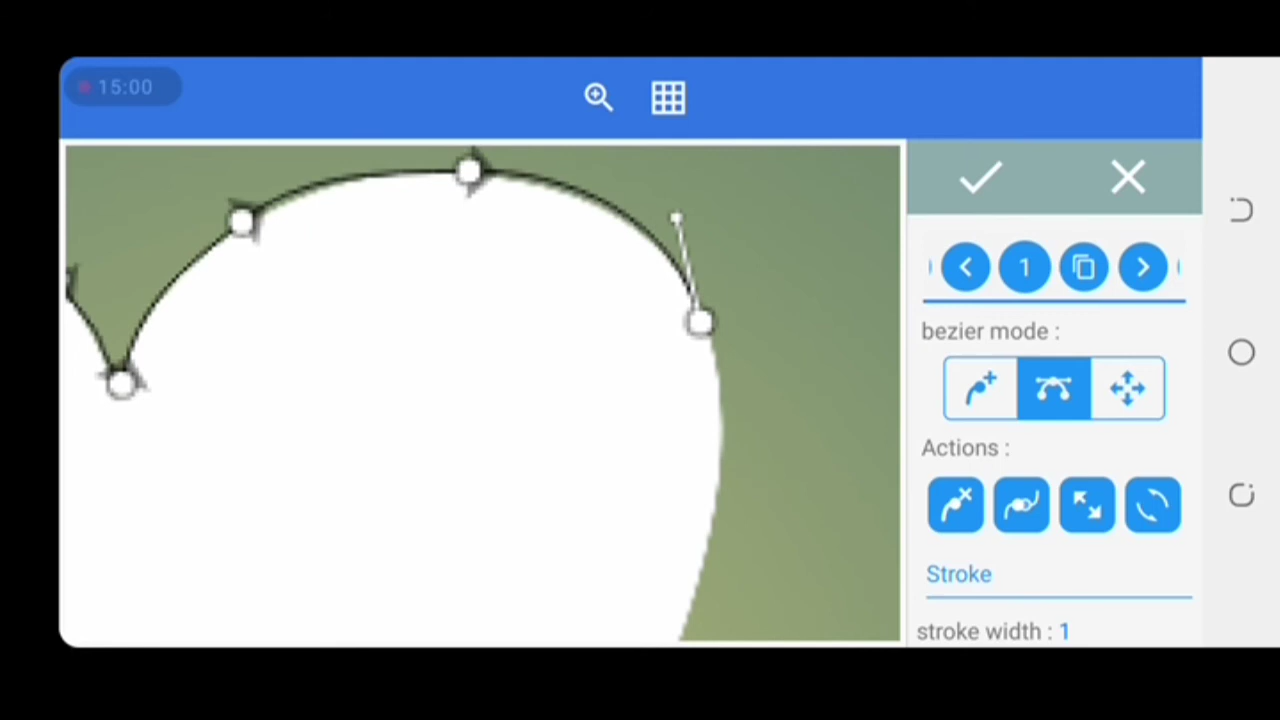 15:00
1
bezier mode :
Actions :
Stroke
stroke width : 1